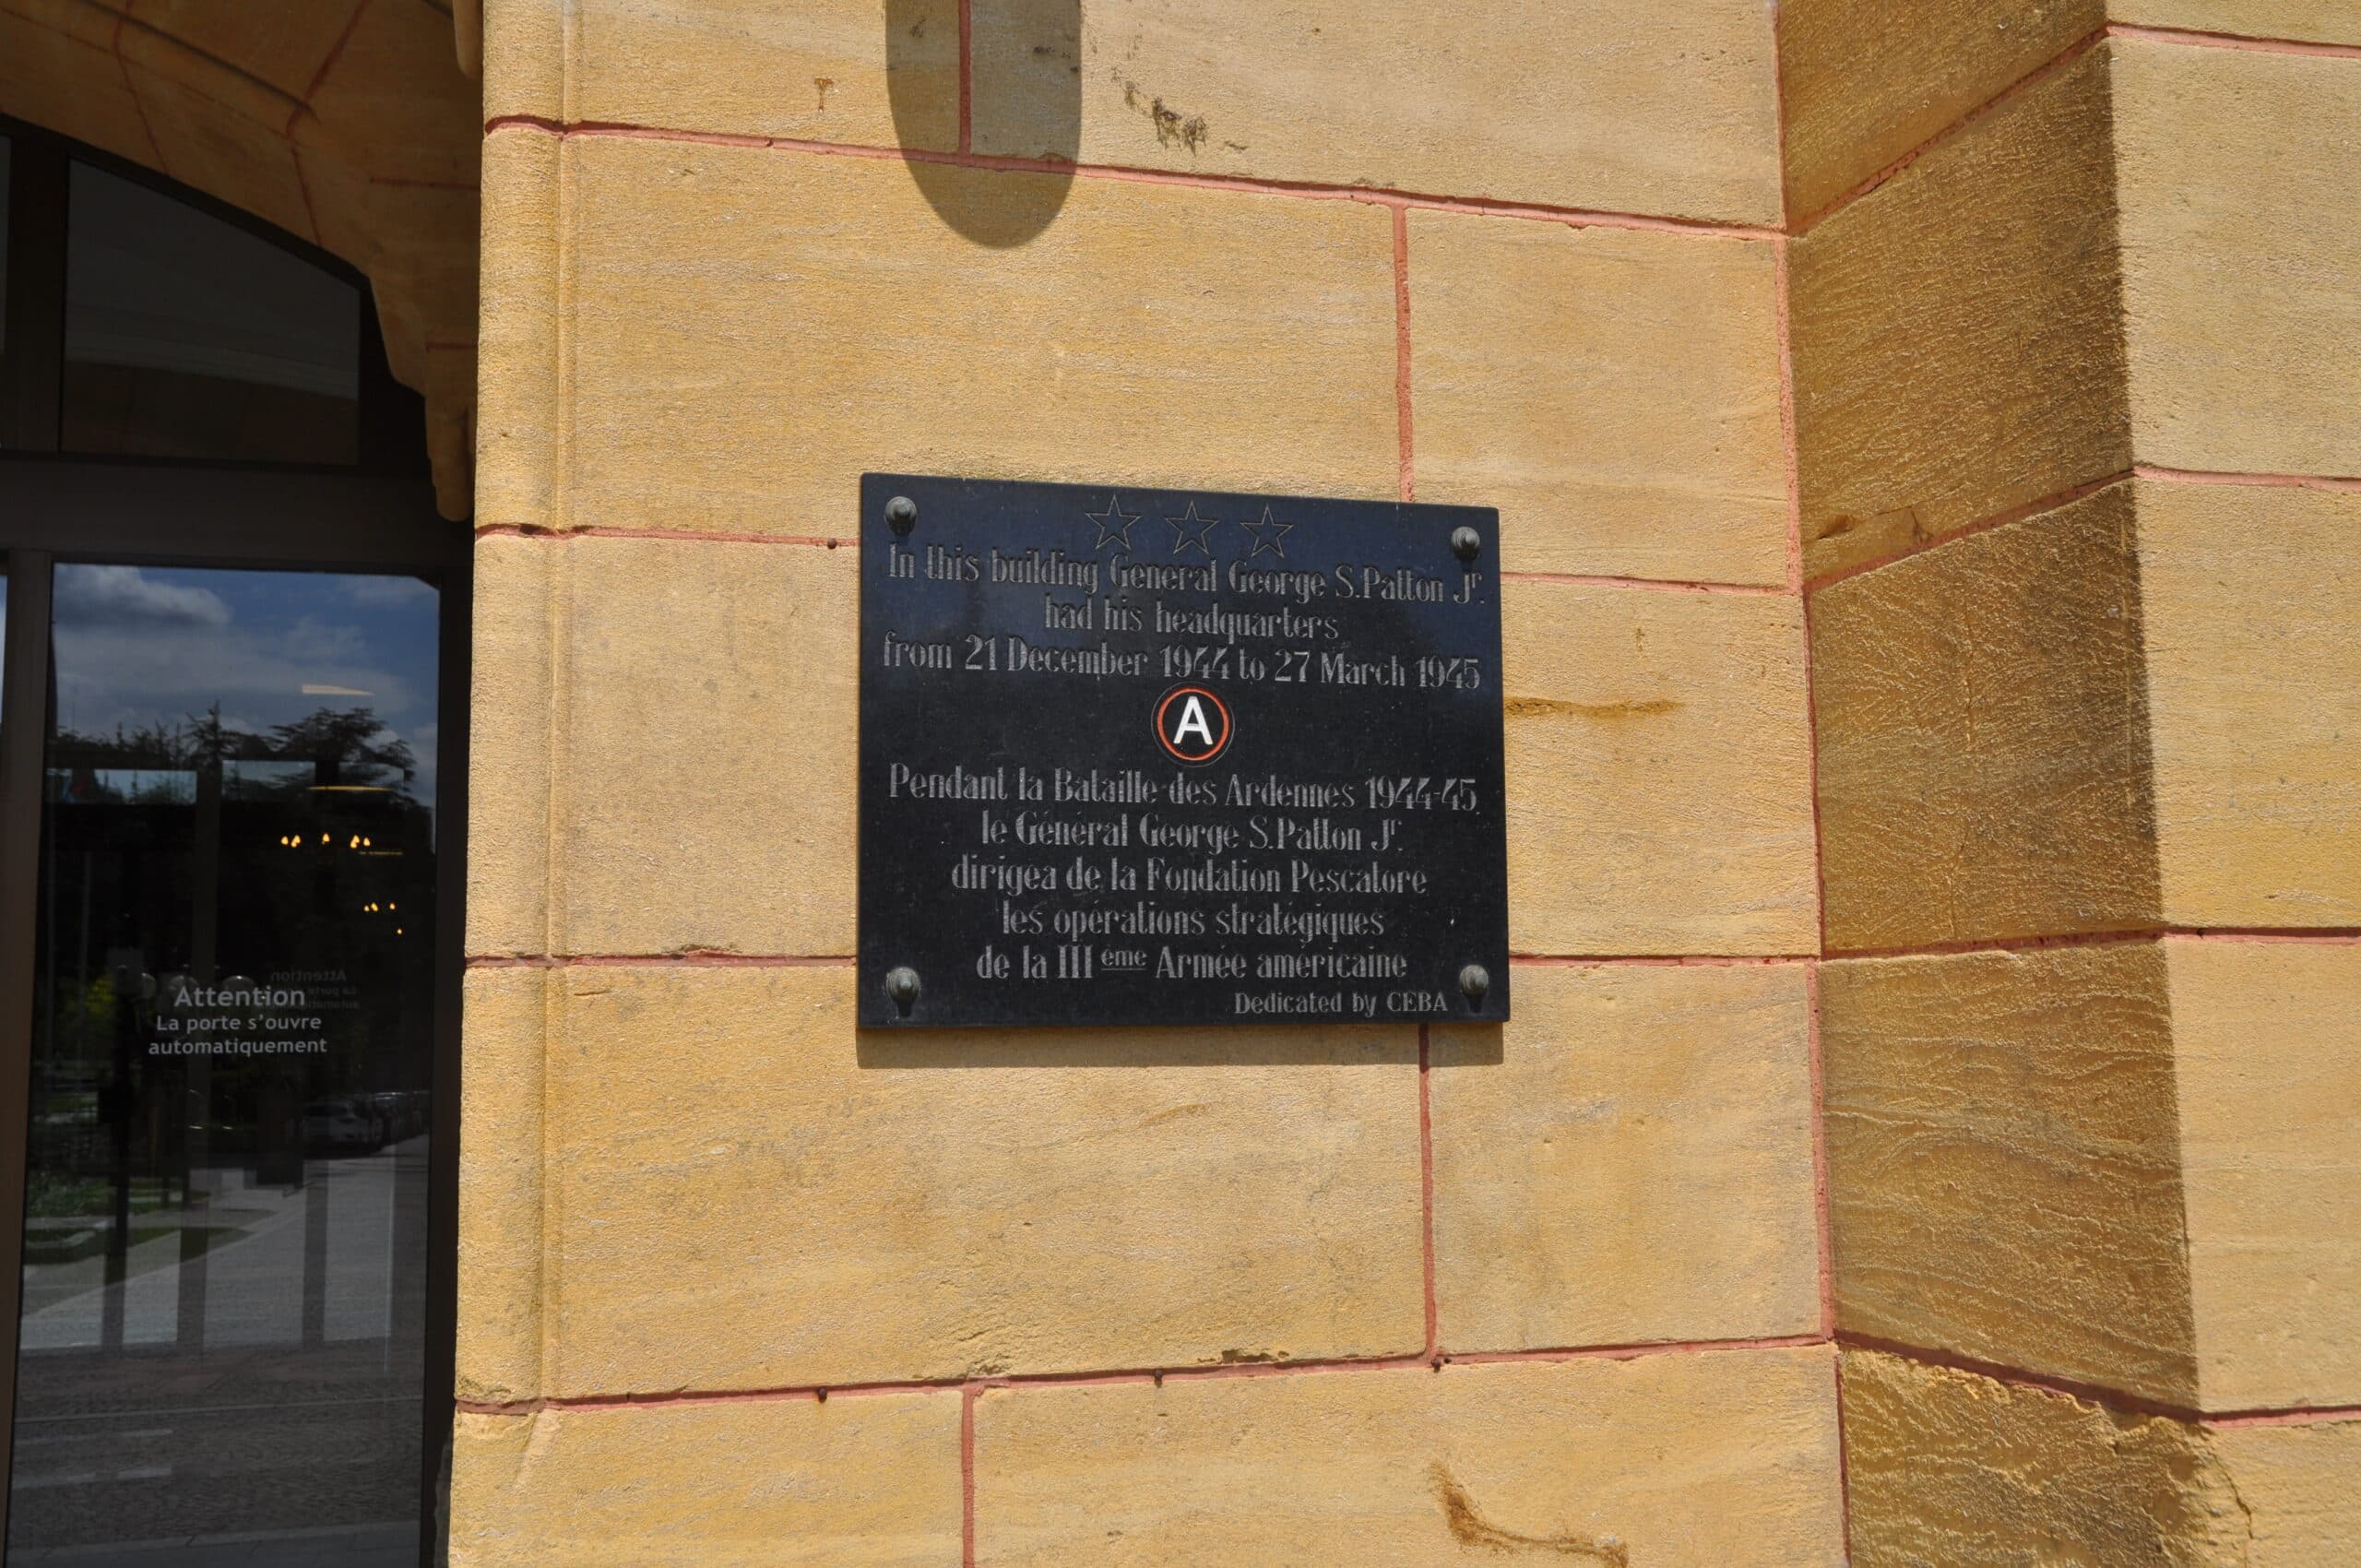 In this building General George S. Patton Jr.
had his headquarters
from 21 December 1944 to 27 March 1945
A
Pendant la Bataille des Ardennes 1944-45
le Général George S. Patton Jr.
dirigea de la Fondation Pescatore
les opérations stratégiques
de la III ème Armée américaine
Dedicated by CEBA
Attention
La porte s'ouvre
automatiquement